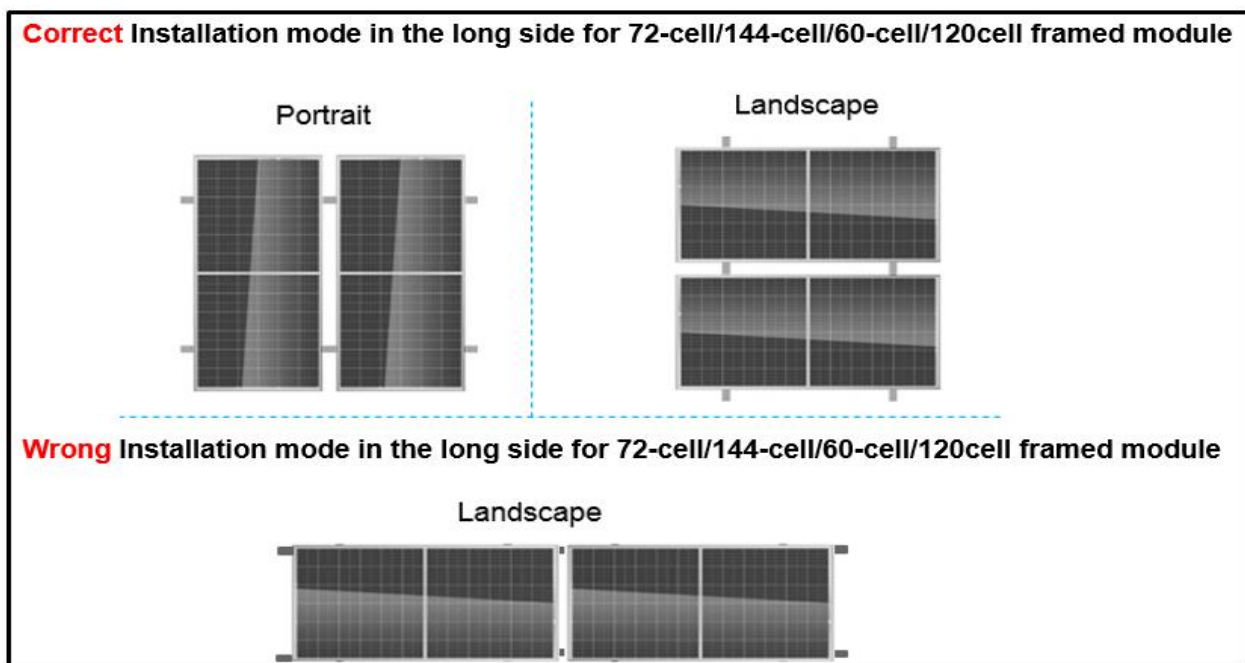 Correct Installation mode in the long side for 72-cell/144-cell/60-cell/120cell framed module
Portrait
Landscape
Wrong Installation mode in the long side for 72-cell/144-cell/60-cell/120cell framed module
Landscape